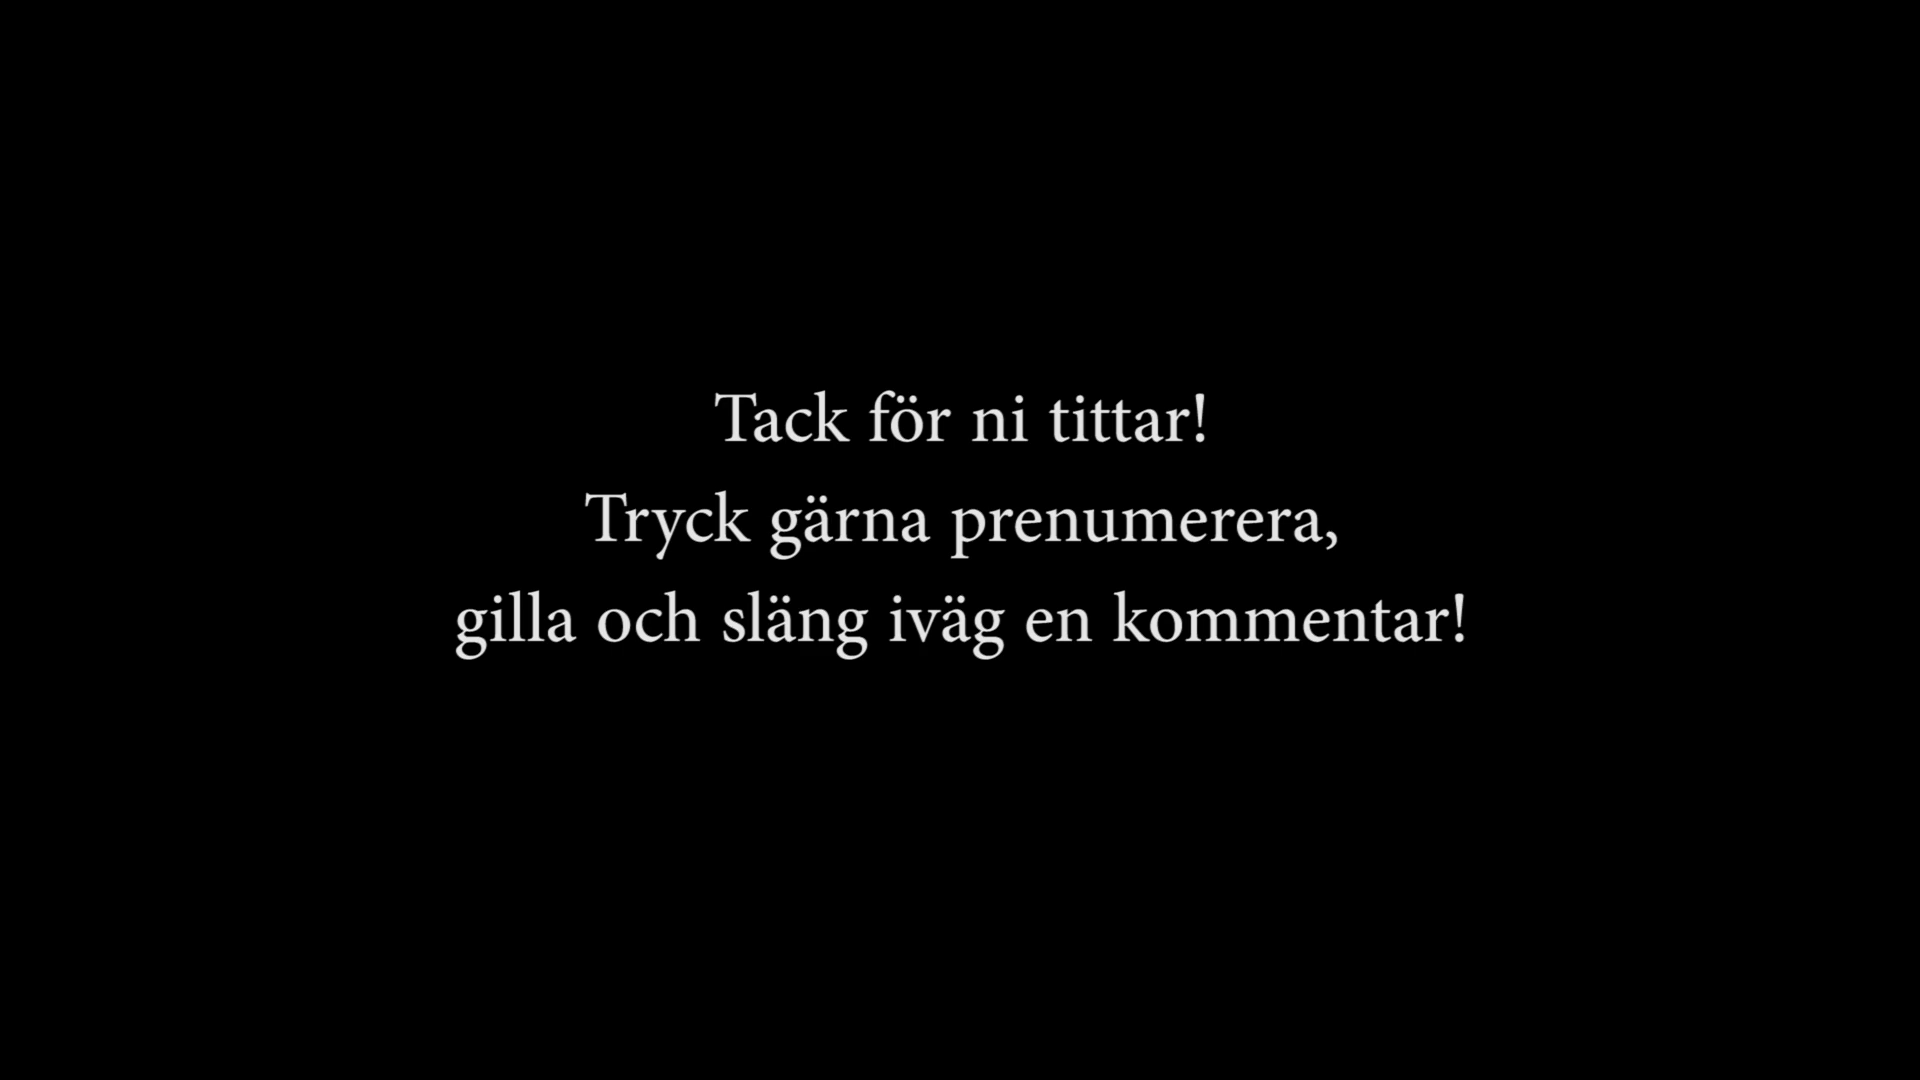 Tack för ni tittar!
Tryck gärna prenumerera,
gilla och släng iväg en kommentar!